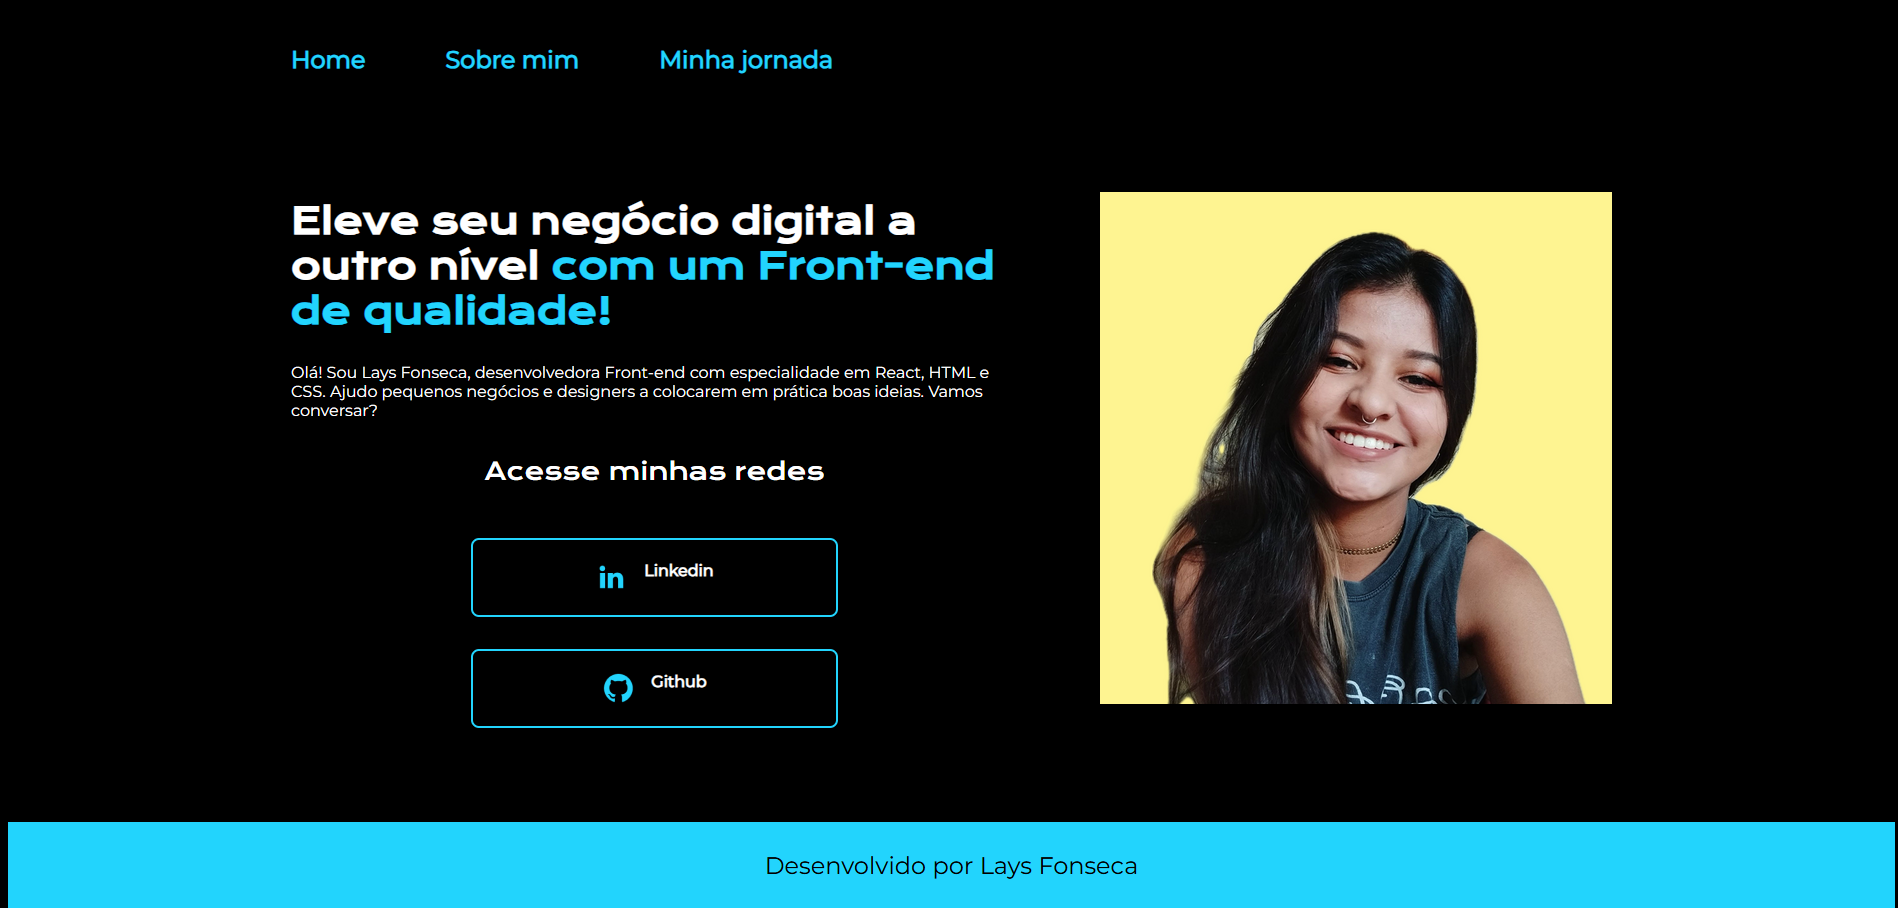 Home Sobre mim Minha jornada
Eleve seu negócio digital a
outro nível com um Front-end
de qualidade!
Olá! Sou Lays Fonseca, desenvolvedora Front-end com especialidade em React, HTML e
CSS. Ajudo pequenos negócios e designers a colocarem em prática boas ideias. Vamos
conversar?
Acesse minhas redes
in Linkedin
Github
Desenvolvido por Lays Fonseca